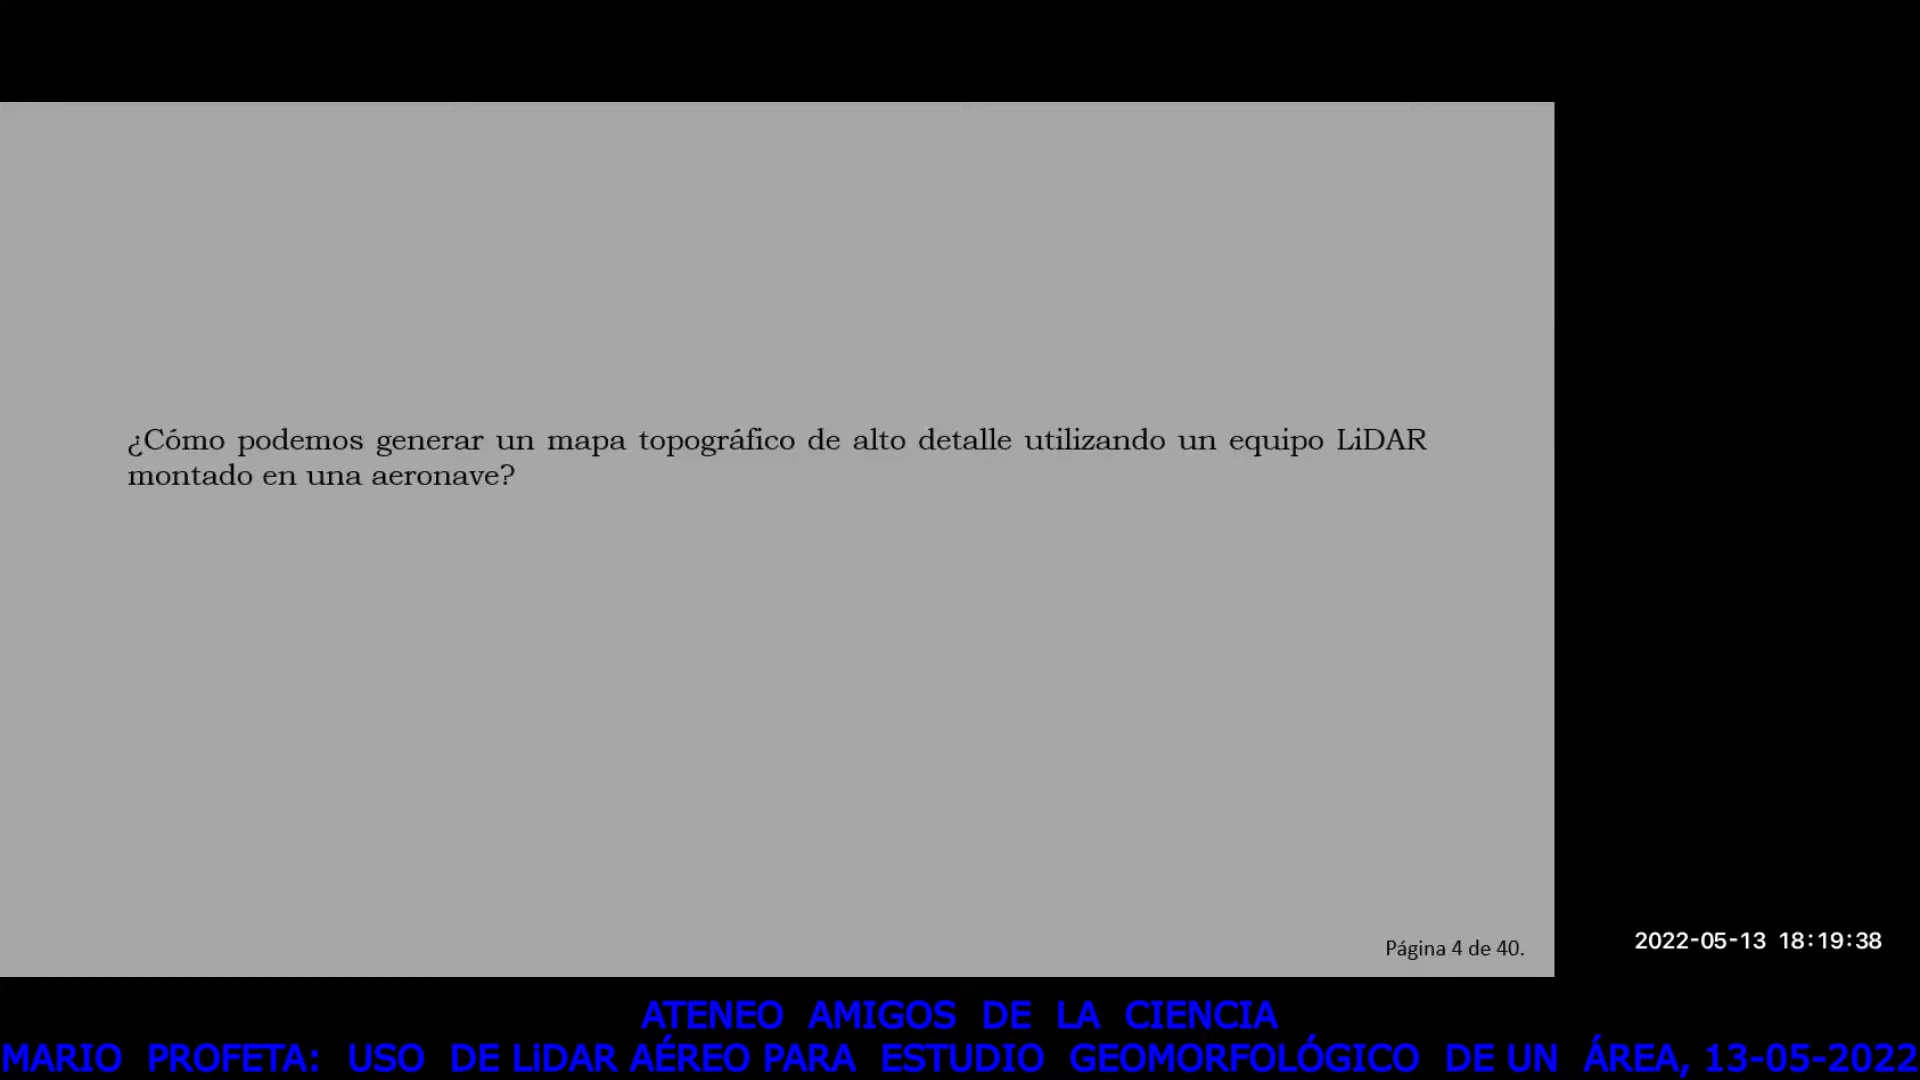 ¿Cómo podemos generar un mapa topográfico de alto detalle utilizando un equipo LiDAR
montado en una aeronave?
Página 4 de 40.
2022-05-13 18:19:38
ATENEO AMIGOS DE LA CIENCIA
MARIO PROFETA: USO DE LiDAR AÉREO PARA ESTUDIO GEOMORFOLÓGICO DE UN ÁREA, 13-05-2022